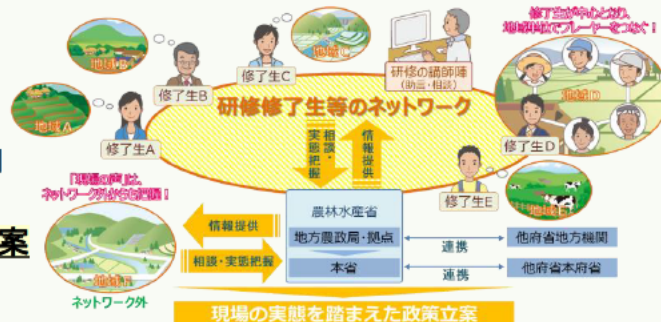 修了生が中心となり、
地域単位でプレーヤーをつなぐ！
地域B
地域C
修了生C
修了生B
研修の講師陣
(助言・相談)
地域D
地域A
修了生A
研修修了生等のネットワーク
修了生D
相談・
実態把握
情報提供
修了生E
地域E
「現場の声」を、
ネットワーク外からも把握！
農林水産省
地方農政局・拠点
本省
情報提供
相談・実態把握
連携
他府省地方機関
連携
他府省本府省
案
地域F
ネットワーク外
現場の実態を踏まえた政策立案